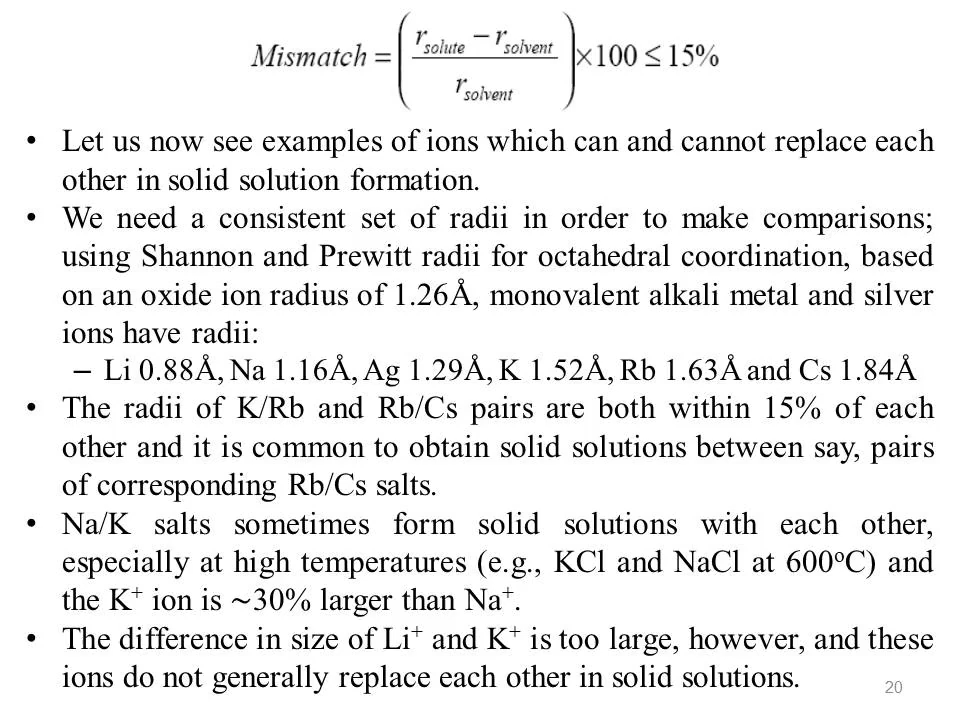 Mismatch = ( (r_solute − r_solvent) / r_solvent ) ×100 ≤ 15%
• Let us now see examples of ions which can and cannot replace each
other in solid solution formation.
• We need a consistent set of radii in order to make comparisons;
using Shannon and Prewitt radii for octahedral coordination, based
on an oxide ion radius of 1.26Å, monovalent alkali metal and silver
ions have radii:
– Li 0.88Å, Na 1.16Å, Ag 1.29Å, K 1.52Å, Rb 1.63Å and Cs 1.84Å
• The radii of K/Rb and Rb/Cs pairs are both within 15% of each
other and it is common to obtain solid solutions between say, pairs
of corresponding Rb/Cs salts.
• Na/K salts sometimes form solid solutions with each other,
especially at high temperatures (e.g., KCl and NaCl at 600ºC) and
the K⁺ ion is ~30% larger than Na⁺.
• The difference in size of Li⁺ and K⁺ is too large, however, and these
ions do not generally replace each other in solid solutions.
20